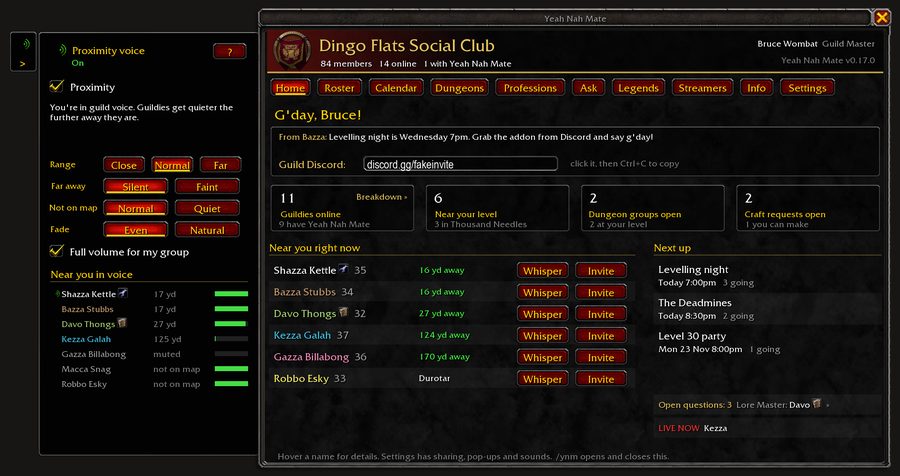 Yeah Nah Mate
Proximity voice
On
?
>
Proximity
You're in guild voice. Guildies get quieter the
further away they are.
Range Close Normal Far
Far away Silent Faint
Not on map Normal Quiet
Fade Even Natural
Full volume for my group
Near you in voice
Shazza Kettle 17 yd
Bazza Stubbs 17 yd
Davo Thongs 27 yd
Kezza Galah 125 yd
Gazza Billabong muted
Macca Snag not on map
Robbo Esky not on map
Dingo Flats Social Club
84 members 14 online 1 with Yeah Nah Mate
Bruce Wombat Guild Master
Yeah Nah Mate v0.17.0
Home Roster Calendar Dungeons Professions Ask Legends Streamers Info Settings
G'day, Bruce!
From Bazza: Levelling night is Wednesday 7pm. Grab the addon from Discord and say g'day!
Guild Discord: discord.gg/fakeinvite click it, then Ctrl+C to copy
11 Breakdown »
Guildies online
9 have Yeah Nah Mate
6
Near your level
3 in Thousand Needles
2
Dungeon groups open
2 at your level
2
Craft requests open
1 you can make
Near you right now
Shazza Kettle 35 16 yd away Whisper Invite
Bazza Stubbs 34 16 yd away Whisper Invite
Davo Thongs 32 27 yd away Whisper Invite
Kezza Galah 37 124 yd away Whisper Invite
Gazza Billabong 36 170 yd away Whisper Invite
Robbo Esky 33 Durotar Whisper Invite
Next up
Levelling night
Today 7:00pm 3 going
The Deadmines
Today 8:30pm 2 going
Level 30 party
Mon 23 Nov 8:00pm 1 going
Open questions: 3 Lore Master: Davo
LIVE NOW Kezza
Hover a name for details. Settings has sharing, pop-ups and sounds. /ynm opens and closes this.